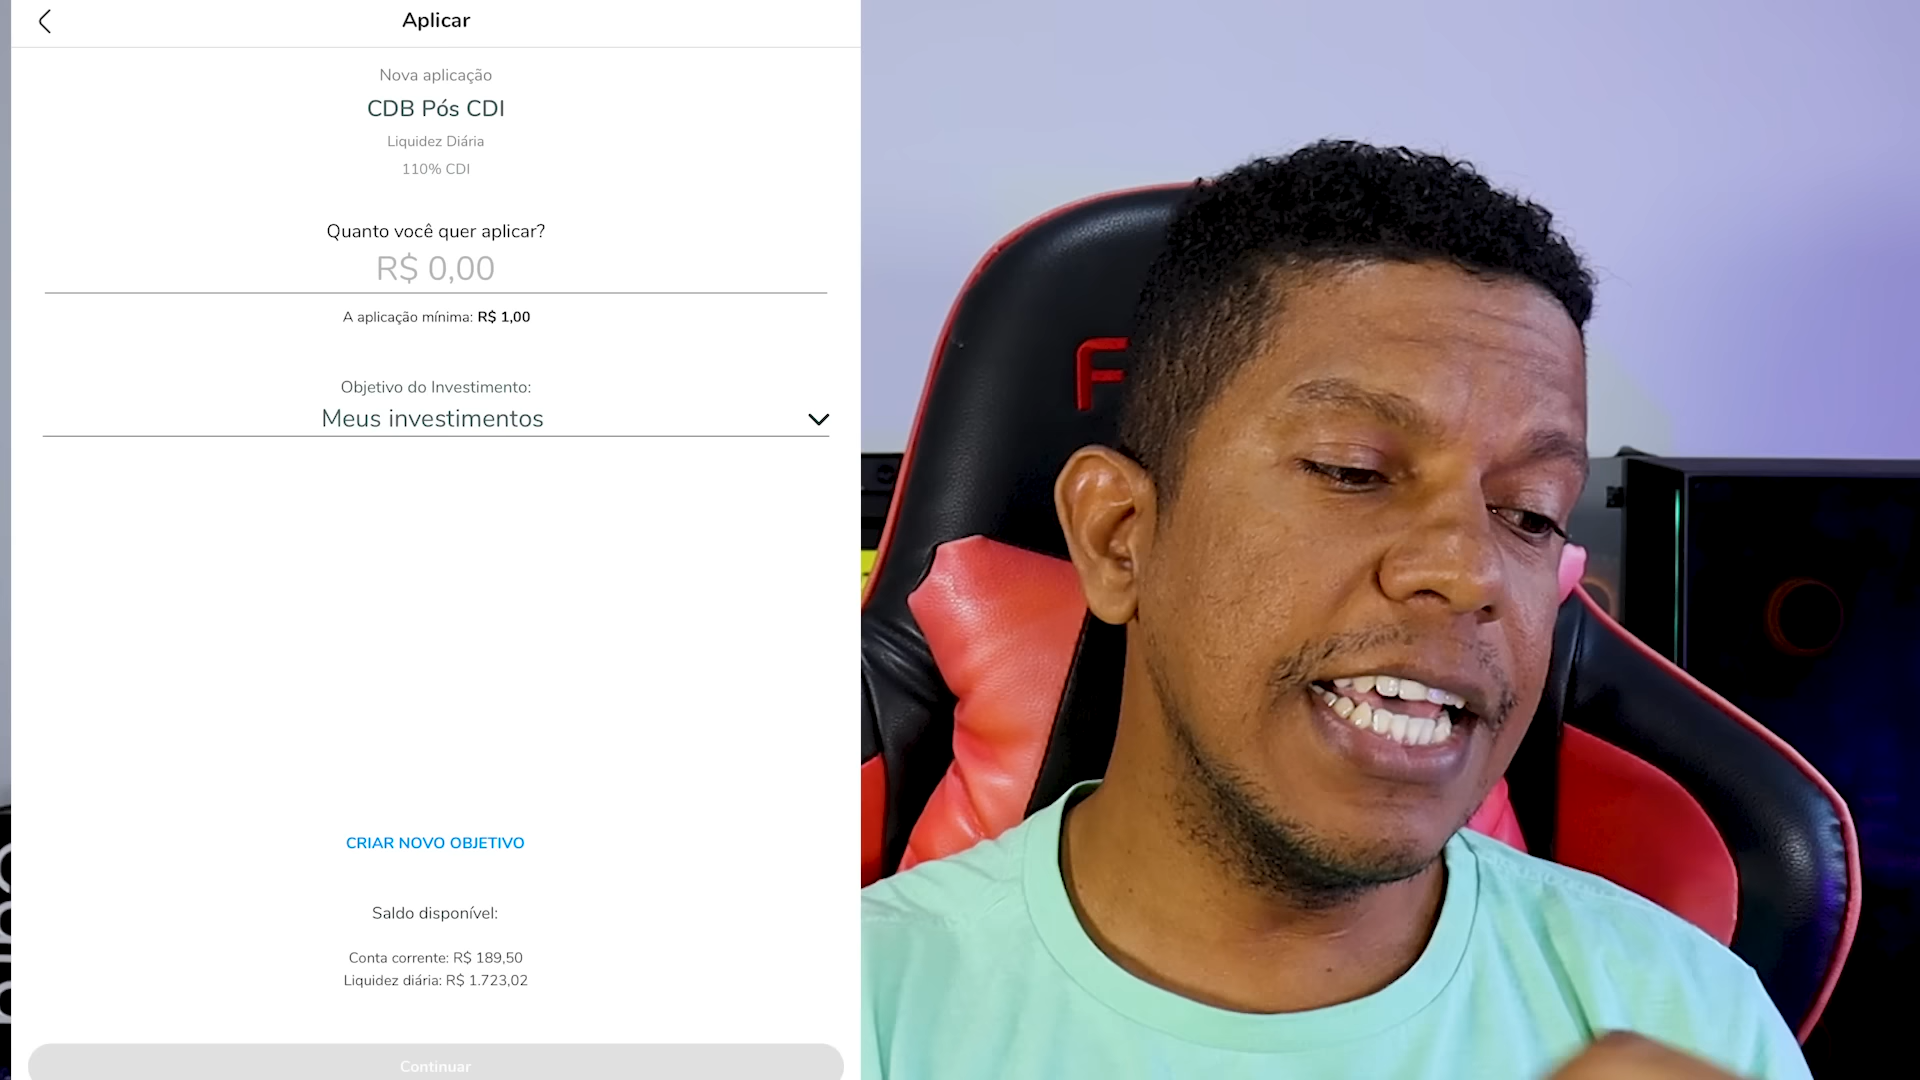 Aplicar
Nova aplicação
CDB Pós CDI
Liquidez Diária
110% CDI
Quanto você quer aplicar?
R$ 0,00
A aplicação mínima: R$ 1,00
Objetivo do Investimento:
Meus investimentos
CRIAR NOVO OBJETIVO
Saldo disponível:
Conta corrente: R$ 189,50
Liquidez diária: R$ 1.723,02
Continuar
F